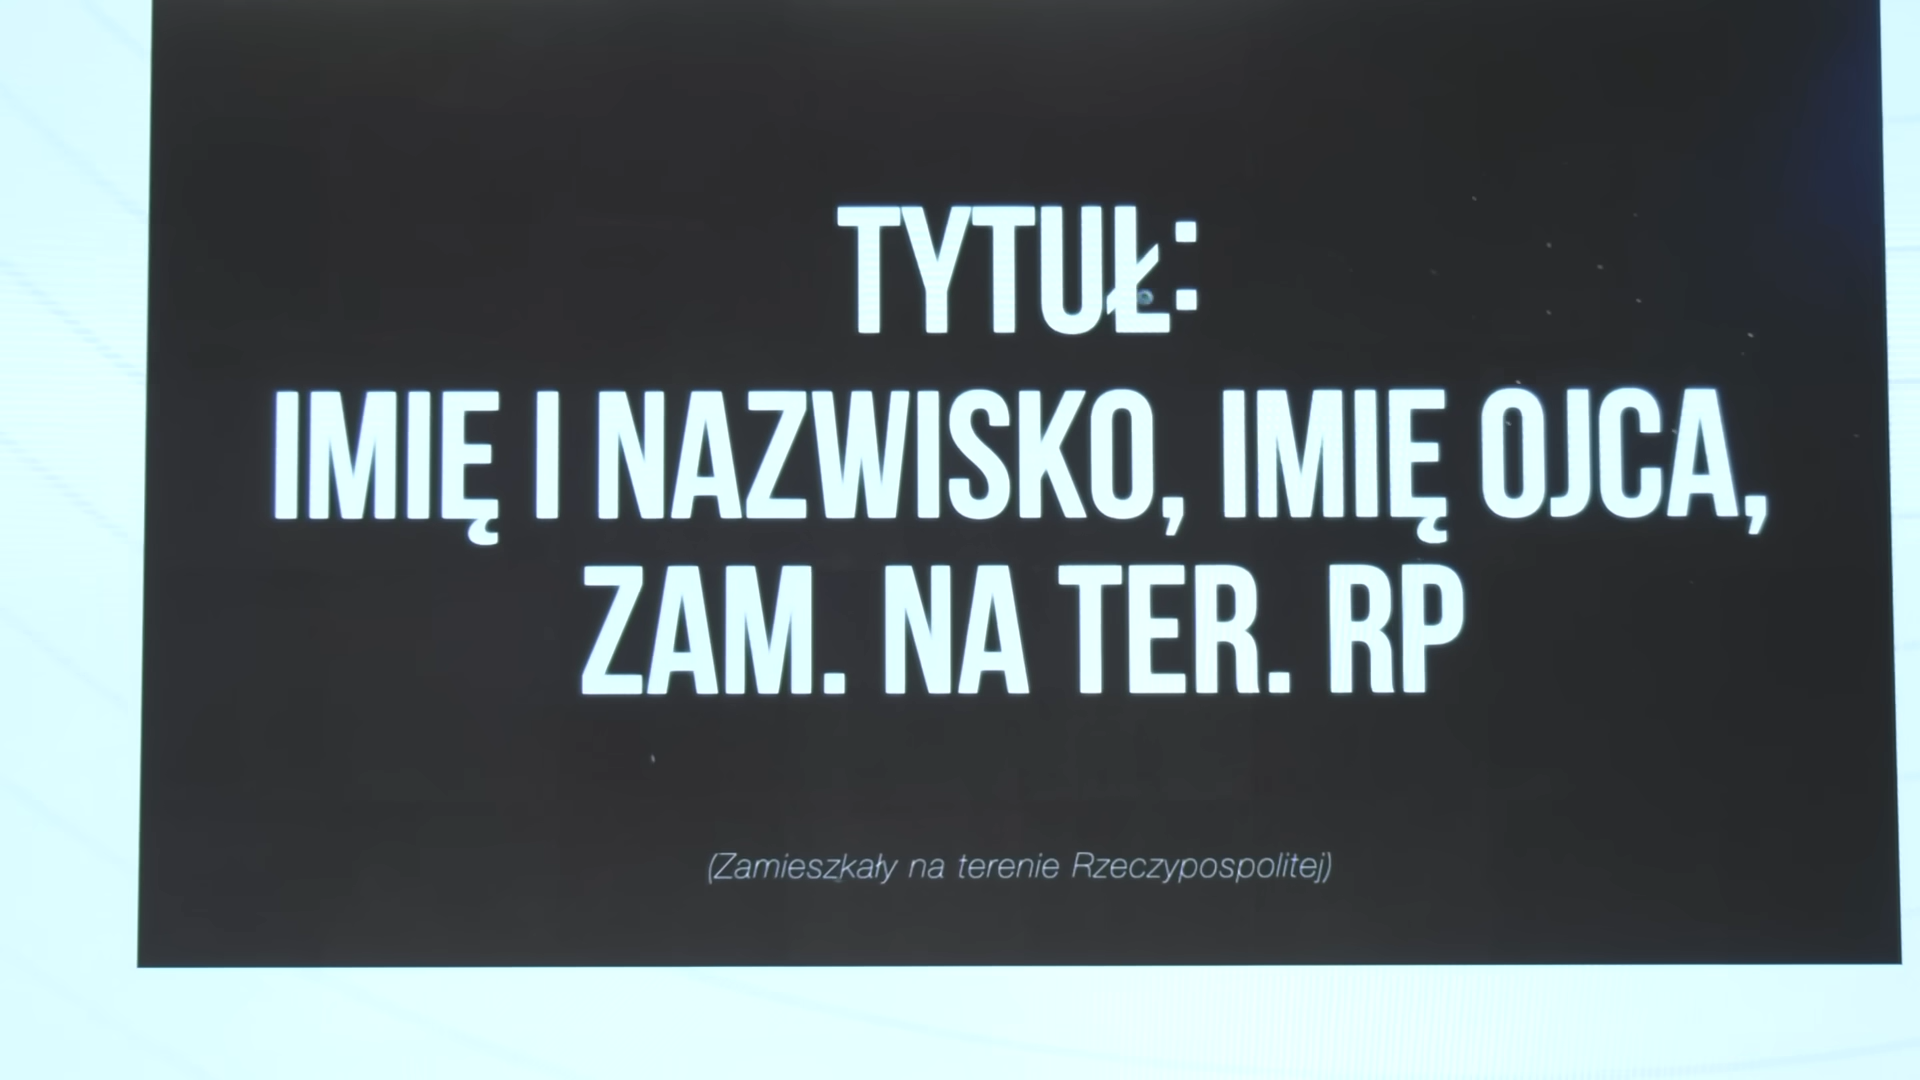 TYTUŁ:
IMIĘ I NAZWISKO, IMIĘ OJCA,
ZAM. NA TER. RP
(Zamieszkały na terenie Rzeczypospolitej)